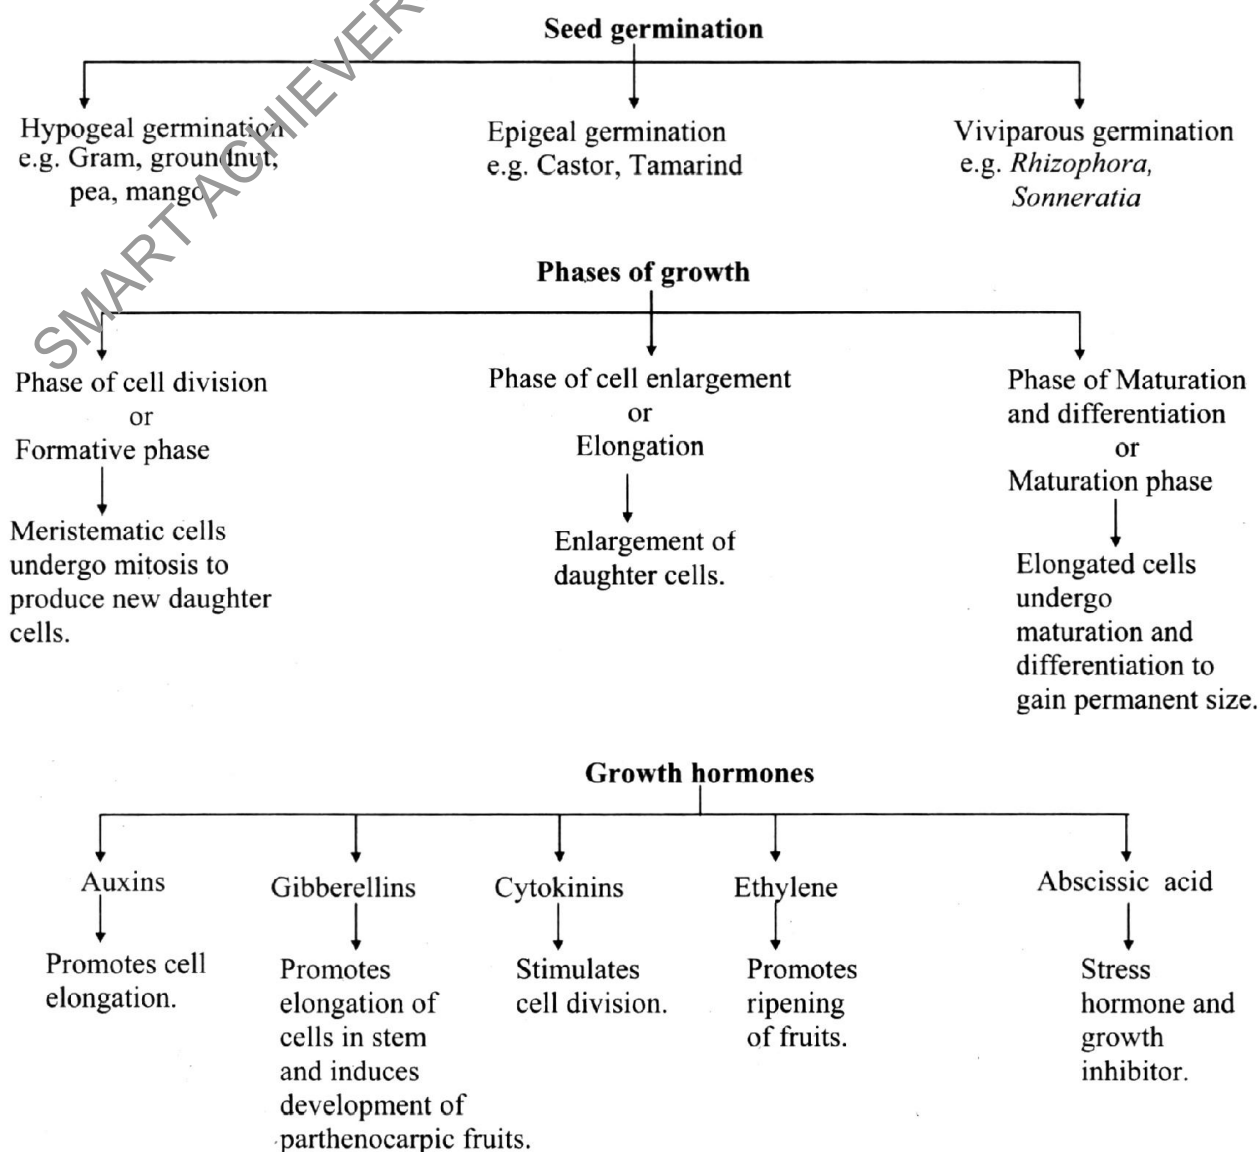 SMART ACHIEVER
Seed germination
Hypogeal germination
e.g. Gram, groundnut,
pea, mango
Epigeal germination
e.g. Castor, Tamarind
Viviparous germination
e.g. Rhizophora,
Sonneratia
Phases of growth
Phase of cell division
or
Formative phase
Meristematic cells
undergo mitosis to
produce new daughter
cells.
Phase of cell enlargement
or
Elongation
Enlargement of
daughter cells.
Phase of Maturation
and differentiation
or
Maturation phase
Elongated cells
undergo
maturation and
differentiation to
gain permanent size.
Growth hormones
Auxins
Promotes cell
elongation.
Gibberellins
Promotes
elongation of
cells in stem
and induces
development of
parthenocarpic fruits.
Cytokinins
Stimulates
cell division.
Ethylene
Promotes
ripening
of fruits.
Abscissic acid
Stress
hormone and
growth
inhibitor.